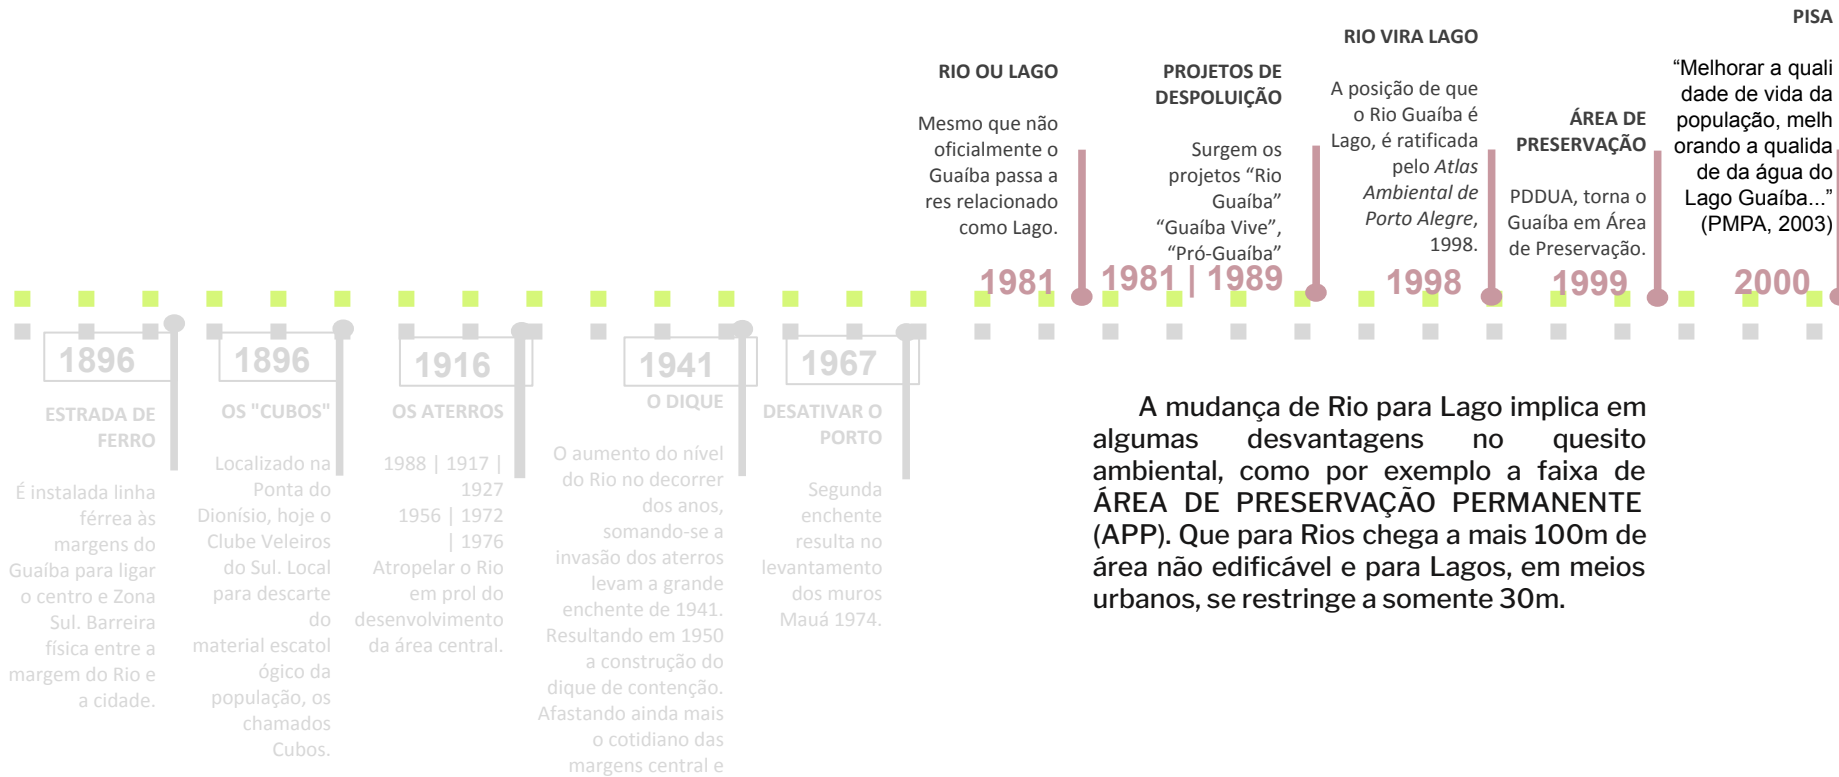 RIO OU LAGO
Mesmo que não
oficialmente o
Guaíba passa a
res relacionado
como Lago.
1981
PROJETOS DE
DESPOLUIÇÃO
Surgem os
projetos “Rio
Guaíba”
“Guaíba Vive”,
“Pró-Guaíba”
1981 | 1989
RIO VIRA LAGO
A posição de que
o Rio Guaíba é
Lago, é ratificada
pelo Atlas
Ambiental de
Porto Alegre,
1998.
1998
ÁREA DE
PRESERVAÇÃO
PDDUA, torna o
Guaíba em Área
de Preservação.
1999
PISA
“Melhorar a quali
dade de vida da
população, melh
orando a qualida
de da água do
Lago Guaíba...”
(PMPA, 2003)
2000
1896
ESTRADA DE
FERRO
É instalada linha
férrea às
margens do
Guaíba para ligar
o centro e Zona
Sul. Barreira
física entre a
margem do Rio e
a cidade.
1896
OS "CUBOS"
Localizado na
Ponta do
Dionísio, hoje o
Clube Veleiros
do Sul. Local
para descarte
do
material escatol
ógico da
população, os
chamados
Cubos.
1916
OS ATERROS
1988 | 1917 |
1927
1956 | 1972
| 1976
Atropelar o Rio
em prol do
desenvolvimento
da área central.
1941
O DIQUE
O aumento do nível
do Rio no decorrer
dos anos,
somando-se a
invasão dos aterros
levam a grande
enchente de 1941.
Resultando em 1950
a construção do
dique de contenção.
Afastando ainda mais
o cotidiano das
margens central e
1967
DESATIVAR O
PORTO
Segunda
enchente
resulta no
levantamento
dos muros
Mauá 1974.
A mudança de Rio para Lago implica em
algumas desvantagens no quesito
ambiental, como por exemplo a faixa de
ÁREA DE PRESERVAÇÃO PERMANENTE
(APP). Que para Rios chega a mais 100m de
área não edificável e para Lagos, em meios
urbanos, se restringe a somente 30m.